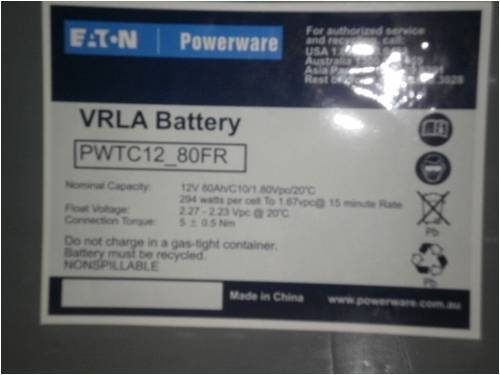 EATON Powerware
For authorized service
and recycling, call:
USA
Australia
Asia
Rest
VRLA Battery
PWTC12_80FR
Nominal Capacity: 12V 80Ah/C10/1.80Vpc/20°C
294 watts per cell To 1.67vpc@ 15 minute Rate
Float Voltage: 2.27 - 2.23 Vpc @ 20°C
Connection Torque: 5 ± 0.5 Nm
Pb
Do not charge in a gas-tight container.
Battery must be recycled.
NONSPILLABLE
Pb
Made in China www.powerware.com.au